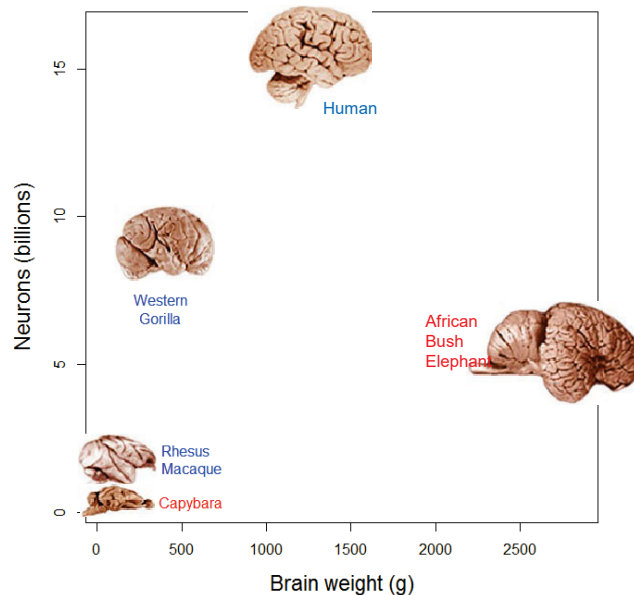 15
Human
Neurons (billions)
10
Western
Gorilla
African
Bush
Elephant
5
Rhesus
Macaque
Capybara
0
0 500 1000 1500 2000 2500
Brain weight (g)